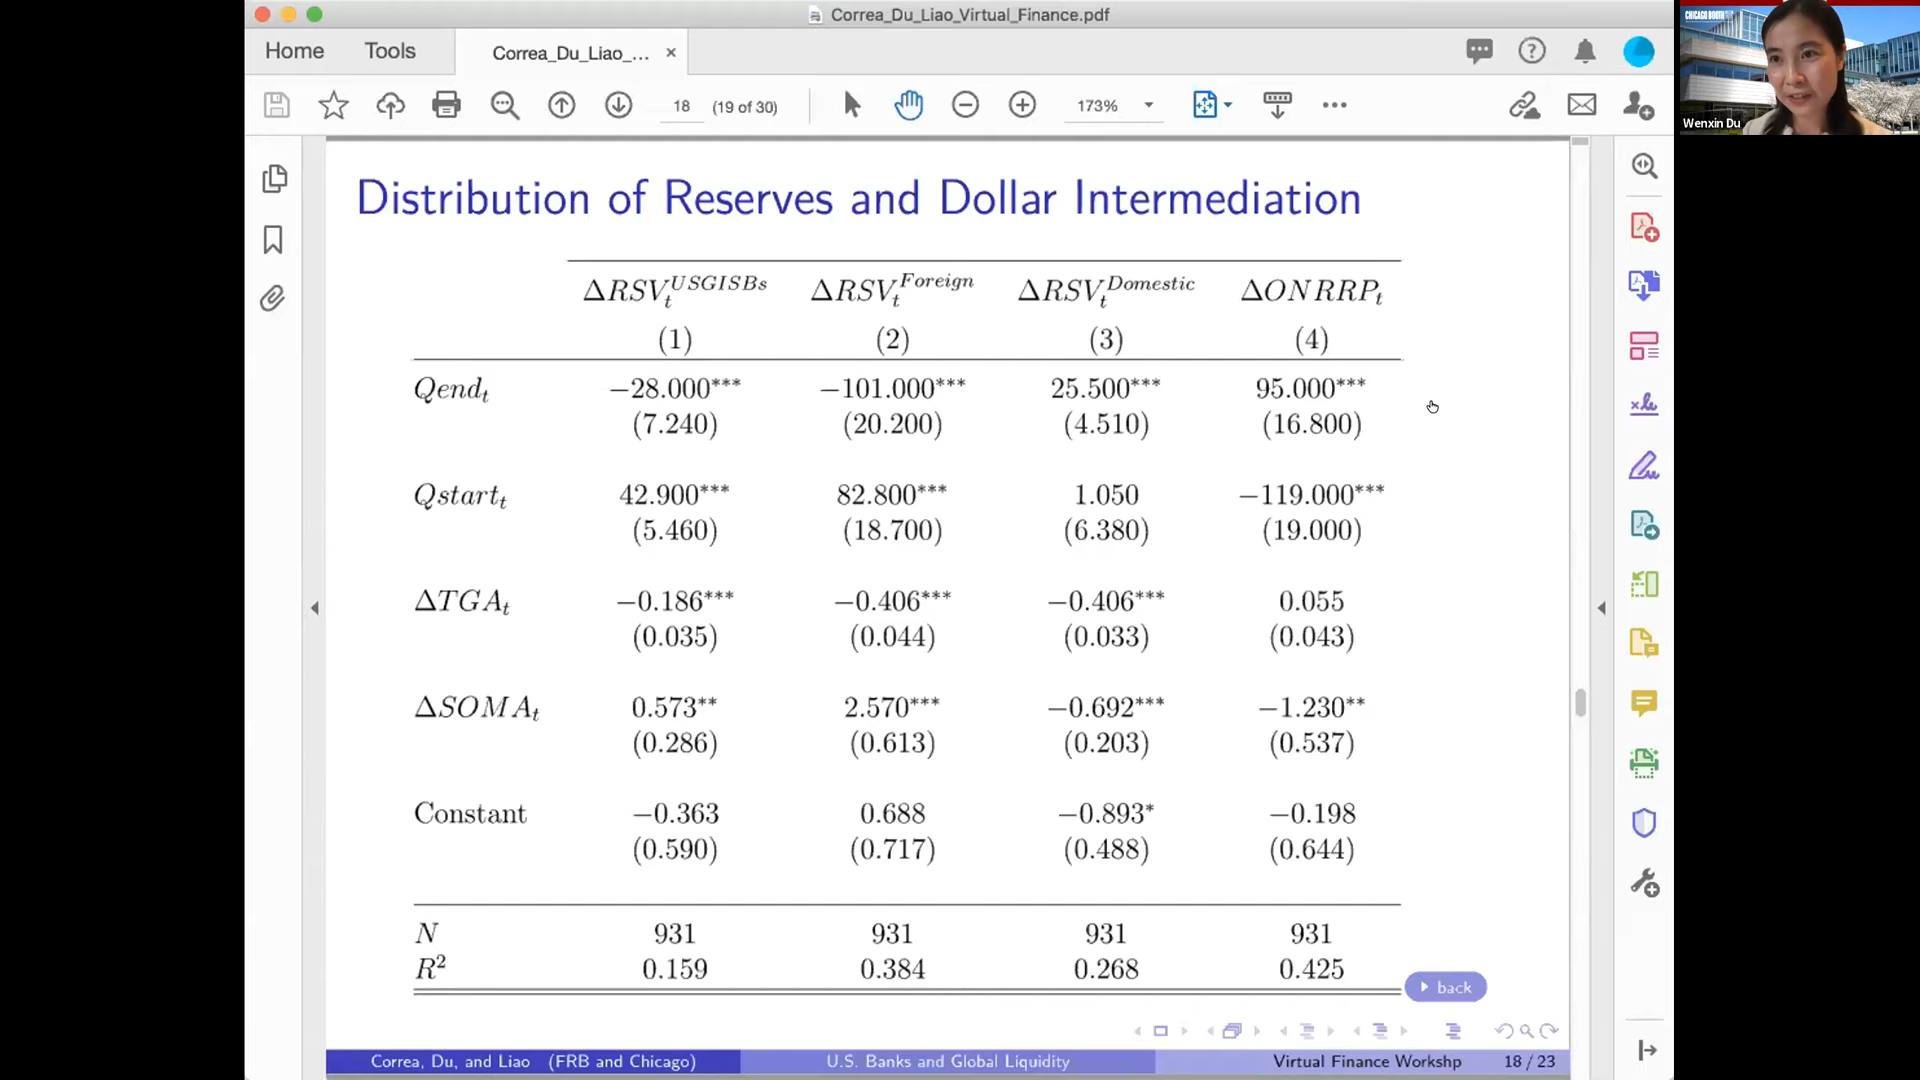 Correa_Du_Liao_Virtual_Finance.pdf
Home Tools Correa_Du_Liao_... ×
18 (19 of 30) 173%
CHICAGO BOOTH
Wenxin Du
Distribution of Reserves and Dollar Intermediation
ΔRSV_t^{USGISBs} ΔRSV_t^{Foreign} ΔRSV_t^{Domestic} ΔONRRP_t
(1) (2) (3) (4)
Qend_t −28.000*** −101.000*** 25.500*** 95.000***
(7.240) (20.200) (4.510) (16.800)
Qstart_t 42.900*** 82.800*** 1.050 −119.000***
(5.460) (18.700) (6.380) (19.000)
ΔTGA_t −0.186*** −0.406*** −0.406*** 0.055
(0.035) (0.044) (0.033) (0.043)
ΔSOMA_t 0.573** 2.570*** −0.692*** −1.230**
(0.286) (0.613) (0.203) (0.537)
Constant −0.363 0.688 −0.893* −0.198
(0.590) (0.717) (0.488) (0.644)
N 931 931 931 931
R² 0.159 0.384 0.268 0.425
back
Correa, Du, and Liao (FRB and Chicago) U.S. Banks and Global Liquidity Virtual Finance Workshp 18 / 23